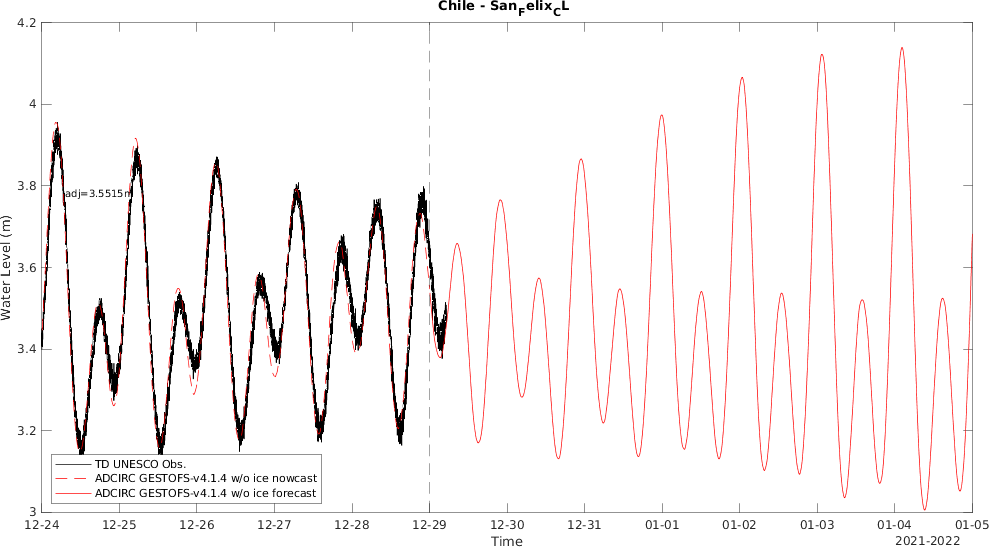 Chile - San_Felix_CL
4.2
4
3.8
3.6
3.4
3.2
3
Water Level (m)
adj=3.5515m
TD UNESCO Obs.
ADCIRC GESTOFS-v4.1.4 w/o ice nowcast
ADCIRC GESTOFS-v4.1.4 w/o ice forecast
12-24 12-25 12-26 12-27 12-28 12-29 12-30 12-31 01-01 01-02 01-03 01-04 01-05
Time
2021-2022